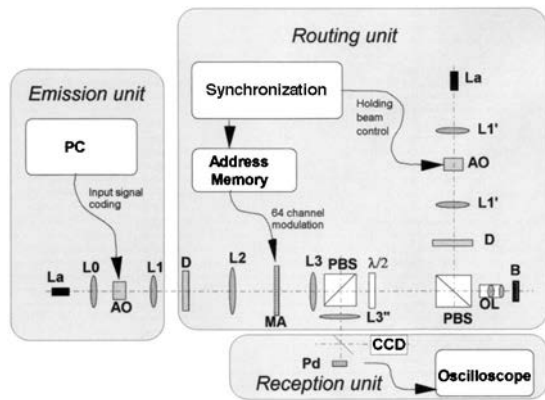 Routing unit
Emission unit
La
Synchronization
PC
Holding
beam
control
L1'
AO
Address
Memory
Input signal
coding
64 channel
modulation
L1'
D
La
L0
AO
L1
D
L2
MA
L3
PBS
λ/2
PBS
OL
B
L3"
CCD
Pd
Oscilloscope
Reception unit